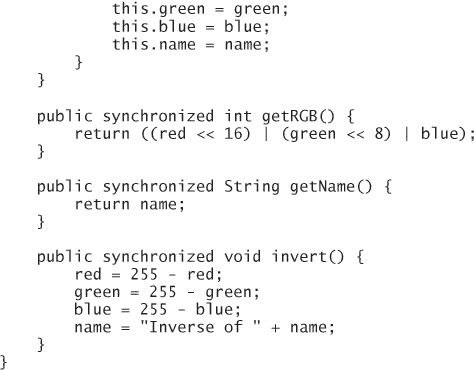 this.green = green;
            this.blue = blue;
            this.name = name;
        }
    }

    public synchronized int getRGB() {
        return ((red << 16) | (green << 8) | blue);
    }

    public synchronized String getName() {
        return name;
    }

    public synchronized void invert() {
        red = 255 - red;
        green = 255 - green;
        blue = 255 - blue;
        name = "Inverse of " + name;
    }
}